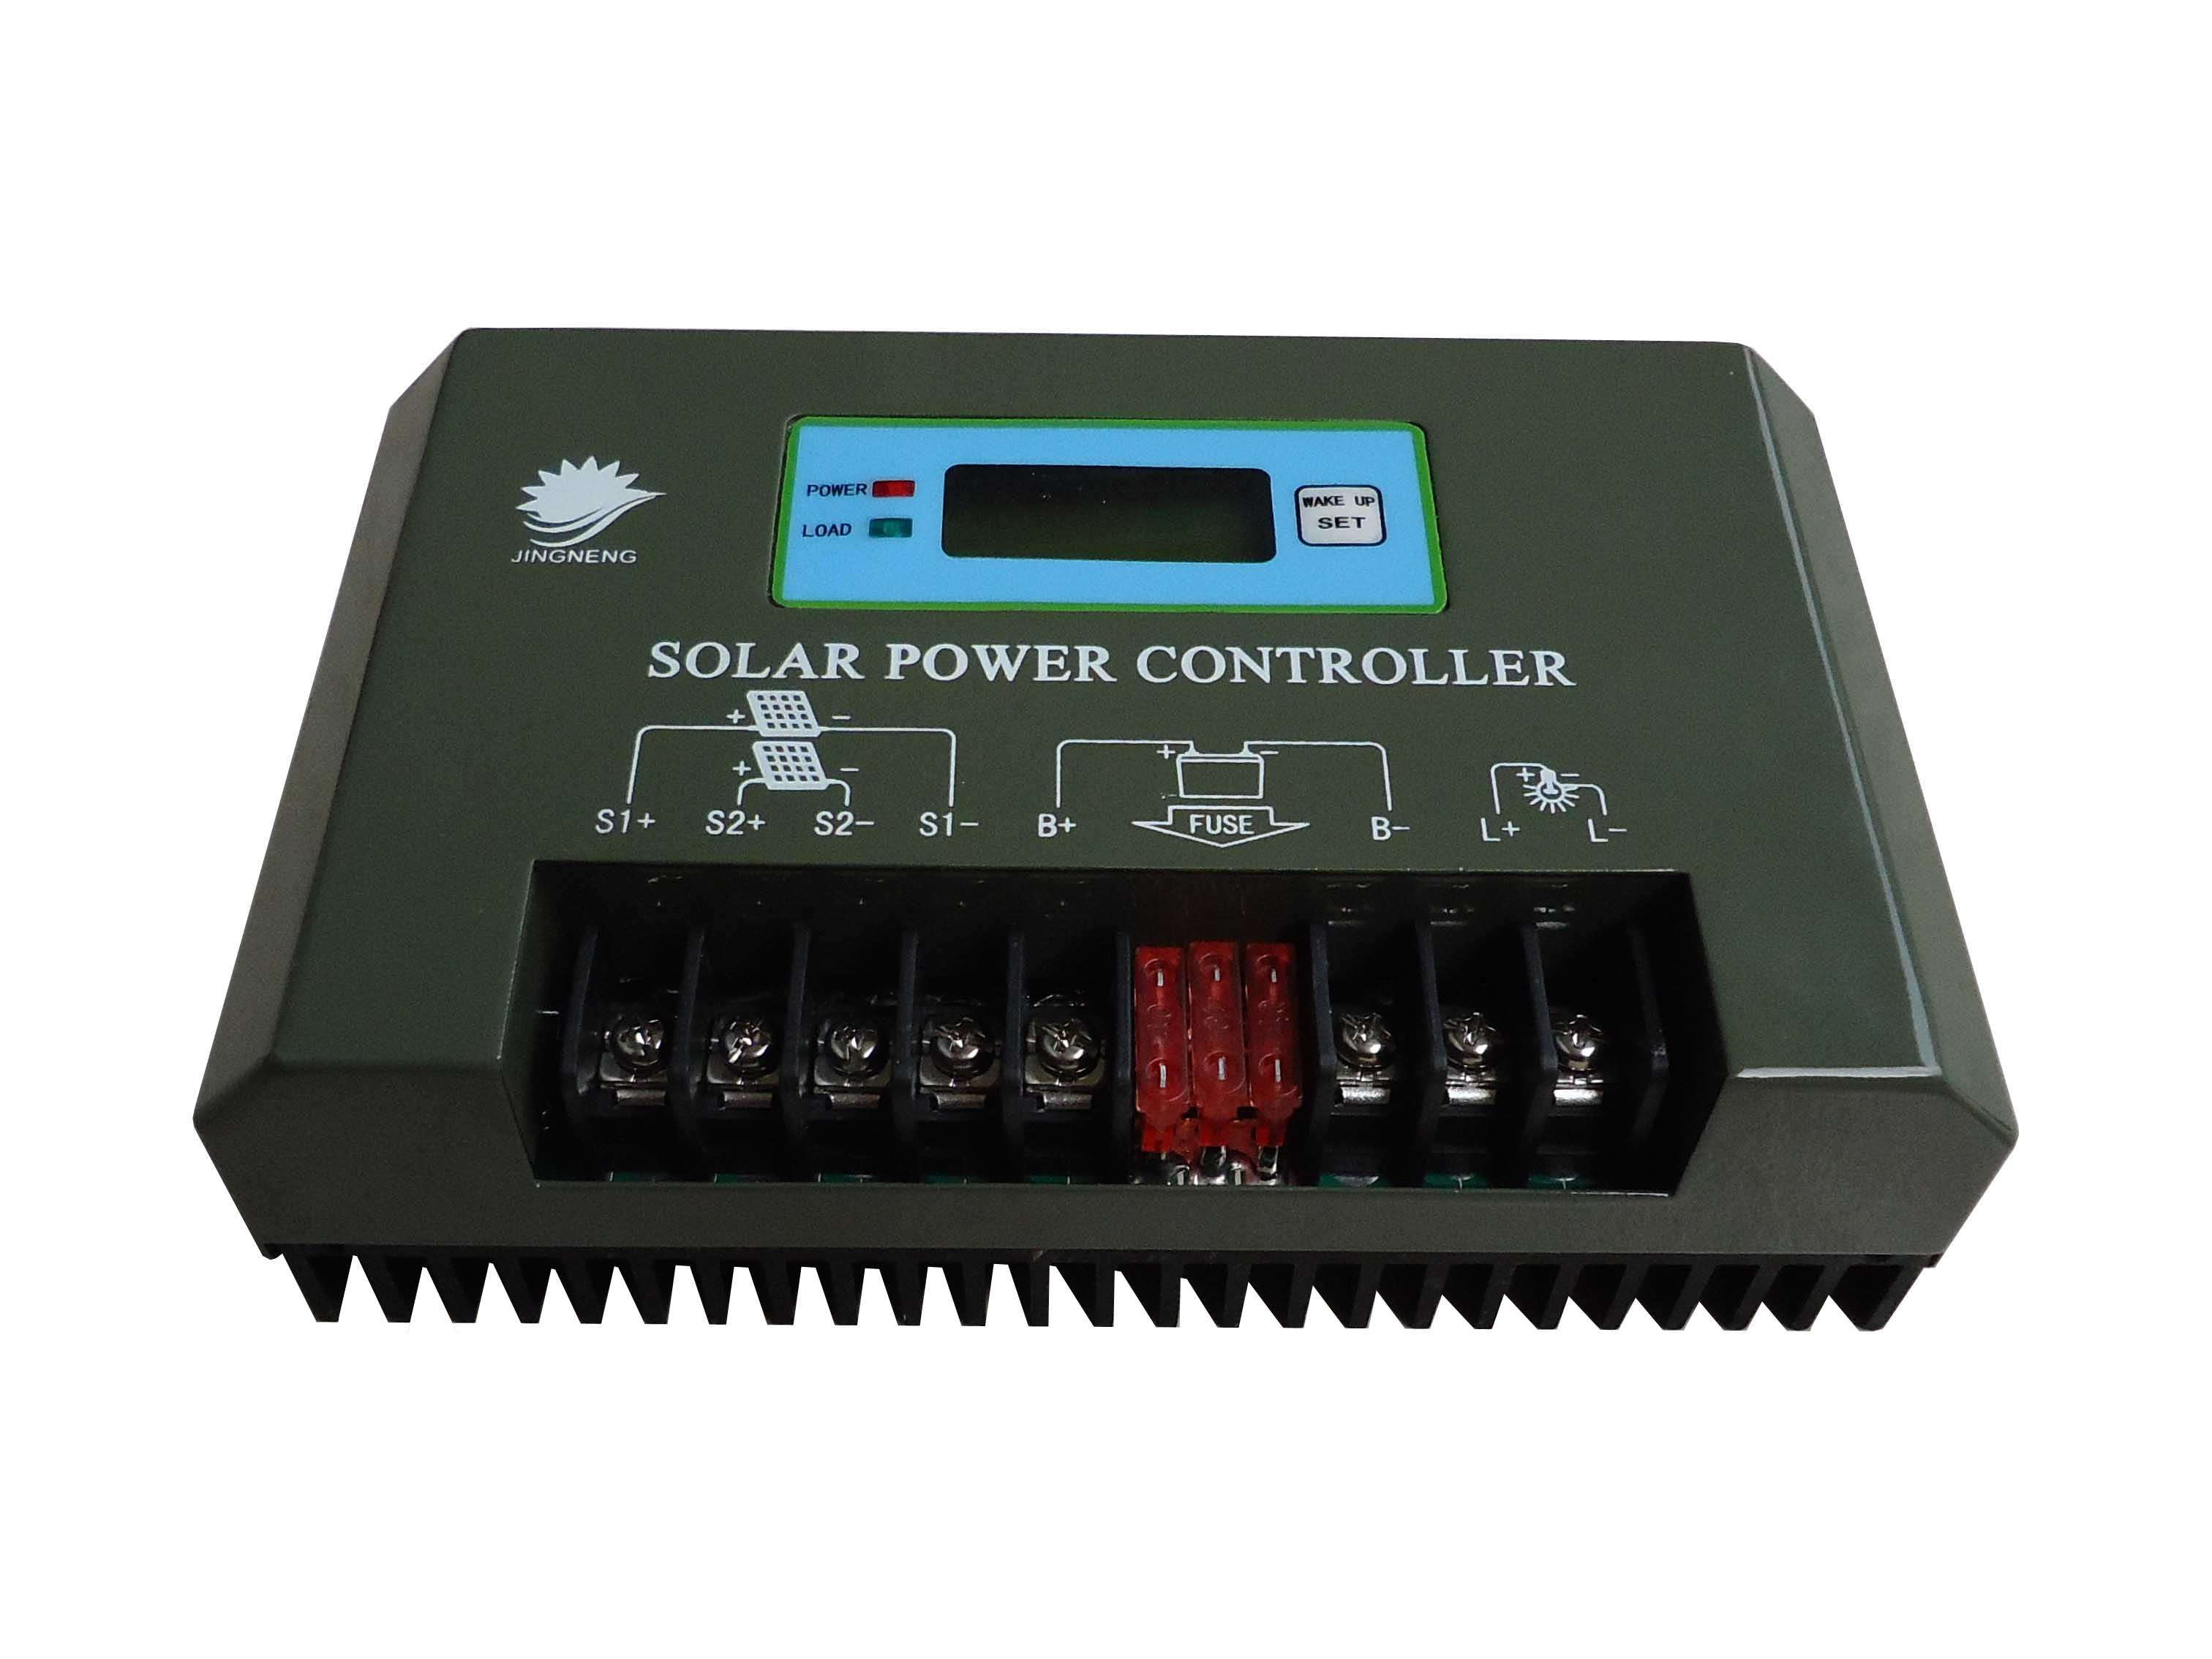 JINGNENG
POWER
LOAD
WAKE UP
SET
SOLAR POWER CONTROLLER
+ −
+ −
+ −
+ −
S1+ S2+ S2− S1− B+ FUSE B− L+ L−